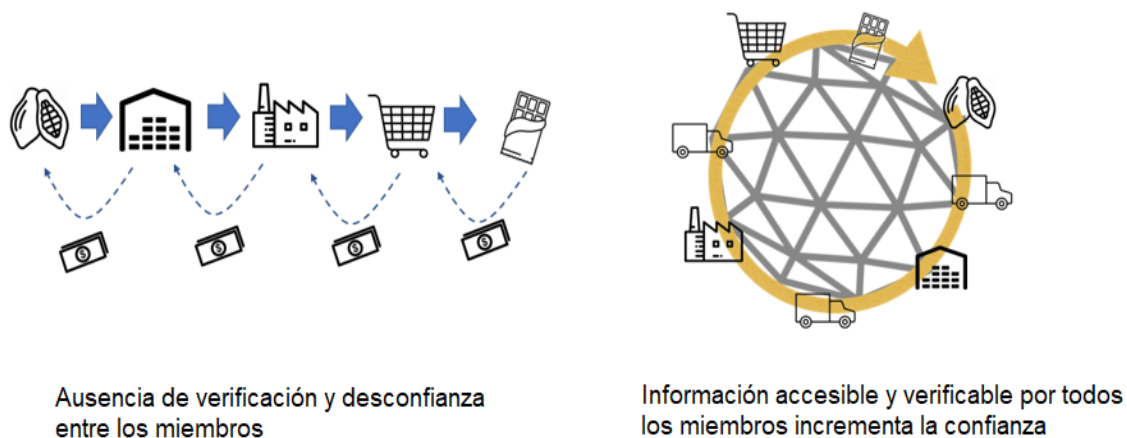 $
$
$
$
Ausencia de verificación y desconfianza
entre los miembros
Información accesible y verificable por todos
los miembros incrementa la confianza